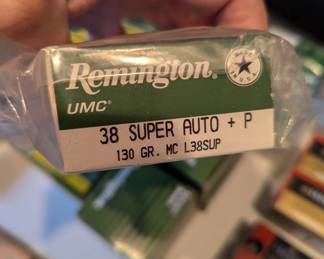 Remington.
UMC®
38 SUPER AUTO + P
130 GR. MC L38SUP